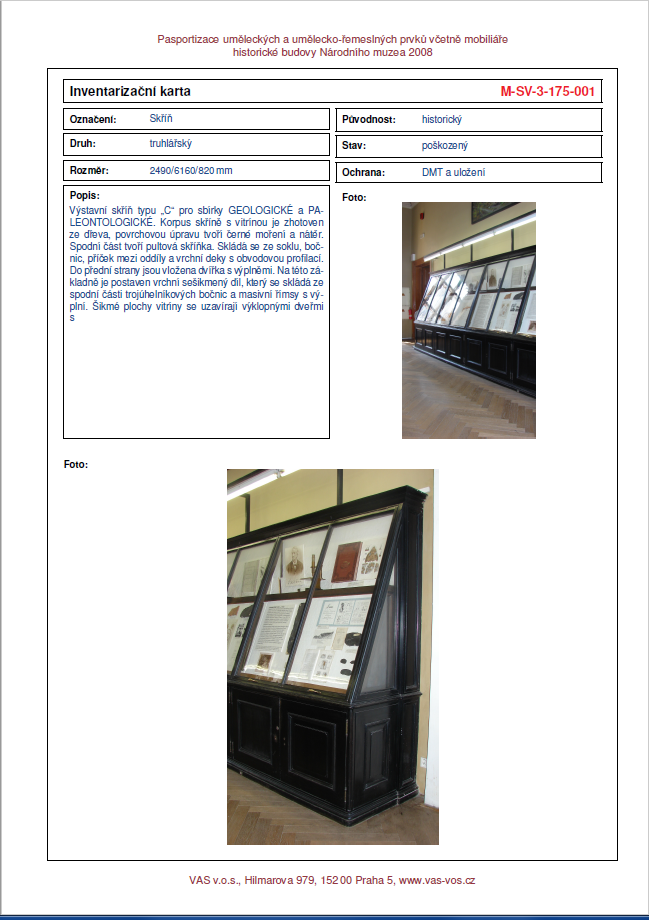 Pasportizace uměleckých a umělecko-řemeslných prvků včetně mobiliáře
historické budovy Národního muzea 2008
Inventarizační karta M-SV-3-175-001
Označení: Skříň
Původnost: historický
Druh: truhlářský
Stav: poškozený
Rozměr: 2490/6160/820 mm
Ochrana: DMT a uložení
Popis:
Výstavní skříň typu „C“ pro sbírky GEOLOGICKÉ a PA-
LEONTOLOGICKÉ. Korpus skříně s vitrínou je zhotoven
ze dřeva, povrchovou úpravu tvoří černé moření a nátěr.
Spodní část tvoří pultová skříňka. Skládá se ze soklu, boč-
nic, příček mezi oddíly a vrchní deky s obvodovou profilací.
Do přední strany jsou vložena dvířka s výplněmi. Na této zá-
kladně je postaven vrchní sešikmený díl, který se skládá ze
spodní části trojúhelníkových bočnic a masivní římsy s vý-
plní. Šikmé plochy vitríny se uzavírají výklopnými dveřmi
s
Foto:
Foto:
VAS v.o.s., Hilmarova 979, 152 00 Praha 5, www.vas-vos.cz